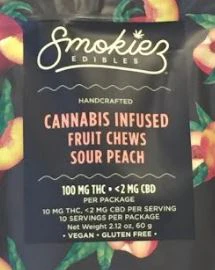 Smokiez
EDIBLES
HANDCRAFTED
CANNABIS INFUSED
FRUIT CHEWS
SOUR PEACH
100 MG THC • <2 MG CBD
PER PACKAGE
10 MG THC, <2 MG CBD PER SERVING
10 SERVINGS PER PACKAGE
Net Weight 2.12 oz, 60 g
• VEGAN • GLUTEN FREE •